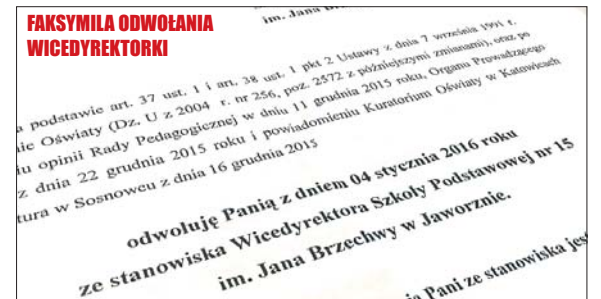 FAKSYMILA ODWOŁANIA
WICEDYREKTORKI
im. Jana
podstawie art. 37 ust. 1 i art. 38 ust. 1 pkt 2 Ustawy z dnia 7 września 1991 r.
Oświaty (Dz. U z 2004 r. nr 256, poz. 2572 z późniejszymi zmianami), oraz po
opinii Rady Pedagogicznej w dniu 11 grudnia 2015 roku, Organu Prowadzącego
z dnia 22 grudnia 2015 roku i powiadomieniu Kuratorium Oświaty w Katowicach
tura w Sosnowcu z dnia 16 grudnia 2015
odwołuję Panią z dniem 04 stycznia 2016 roku
ze stanowiska Wicedyrektora Szkoły Podstawowej nr 15
im. Jana Brzechwy w Jaworznie.
Pani ze stanowiska jest